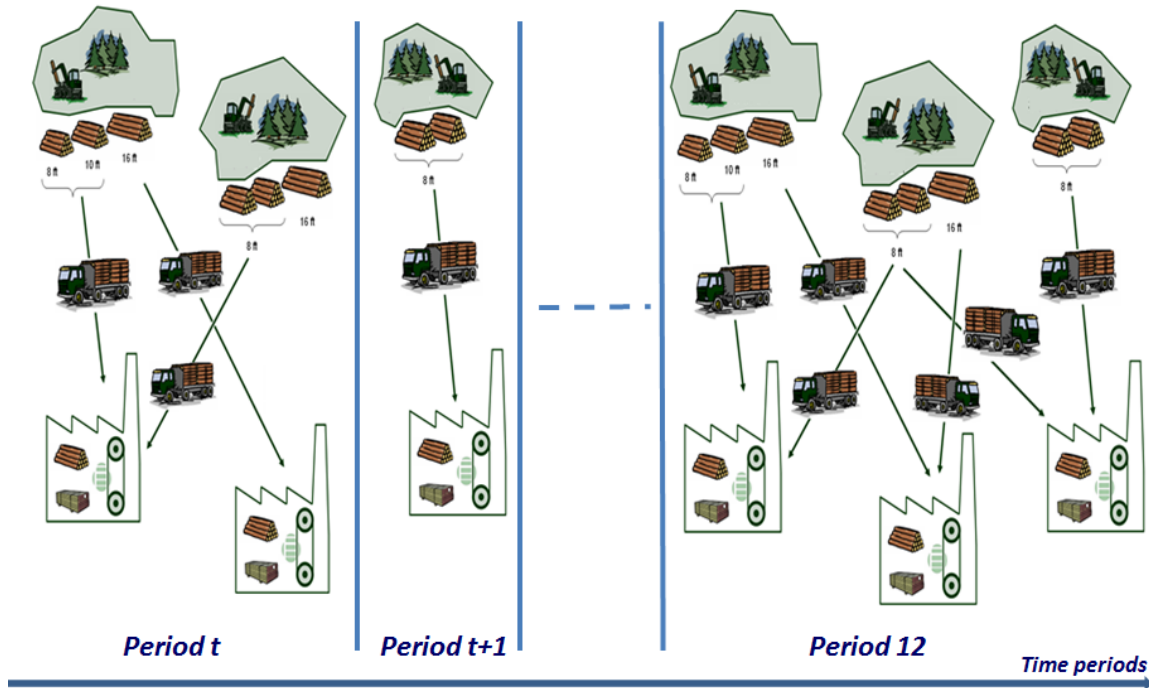 8 ft
10 ft
16 ft
8 ft
16 ft
8 ft
8 ft
10 ft
16 ft
8 ft
16 ft
8 ft
Period t
Period t+1
Period 12
Time periods